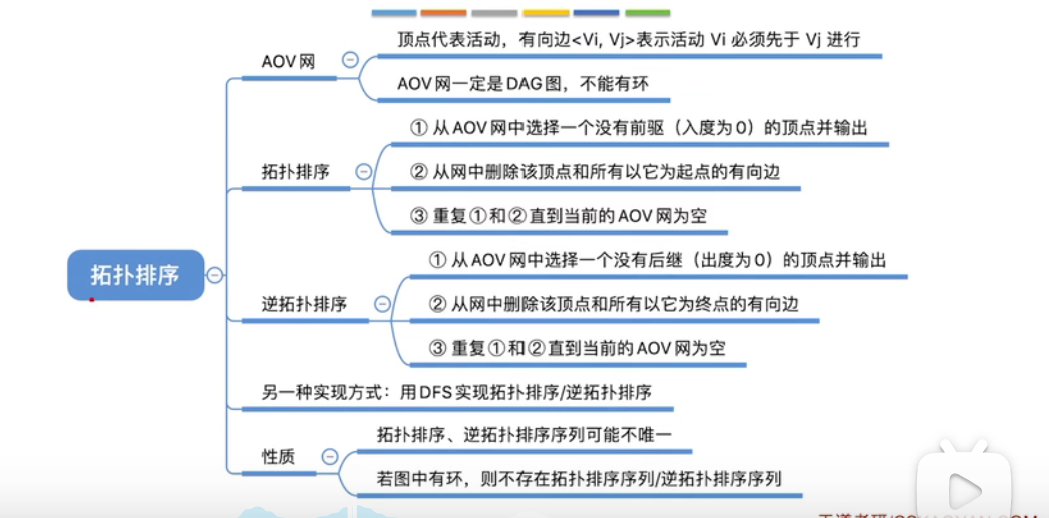 AOV网
顶点代表活动，有向边<Vi, Vj>表示活动 Vi 必须先于 Vj 进行
AOV网一定是DAG图，不能有环
拓扑排序
① 从AOV网中选择一个没有前驱（入度为0）的顶点并输出
② 从网中删除该顶点和所有以它为起点的有向边
③ 重复①和②直到当前的AOV网为空
拓扑排序
逆拓扑排序
① 从AOV网中选择一个没有后继（出度为0）的顶点并输出
② 从网中删除该顶点和所有以它为终点的有向边
③ 重复①和②直到当前的AOV网为空
另一种实现方式：用DFS实现拓扑排序/逆拓扑排序
性质
拓扑排序、逆拓扑排序序列可能不唯一
若图中有环，则不存在拓扑排序序列/逆拓扑排序序列